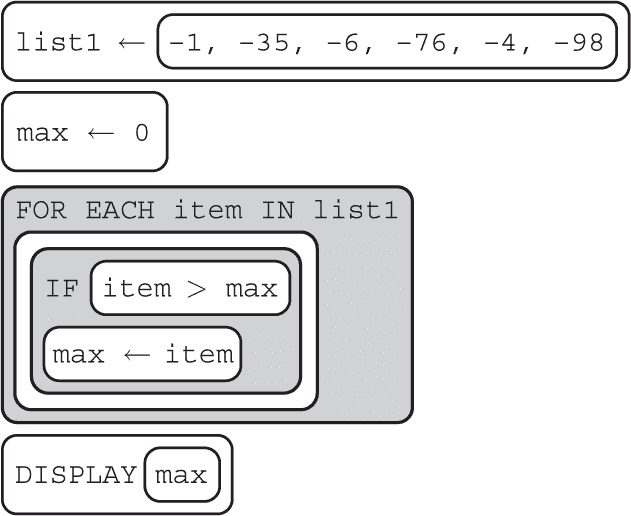 list1 ← -1, -35, -6, -76, -4, -98
max ← 0
FOR EACH item IN list1
IF item > max
max ← item
DISPLAY max